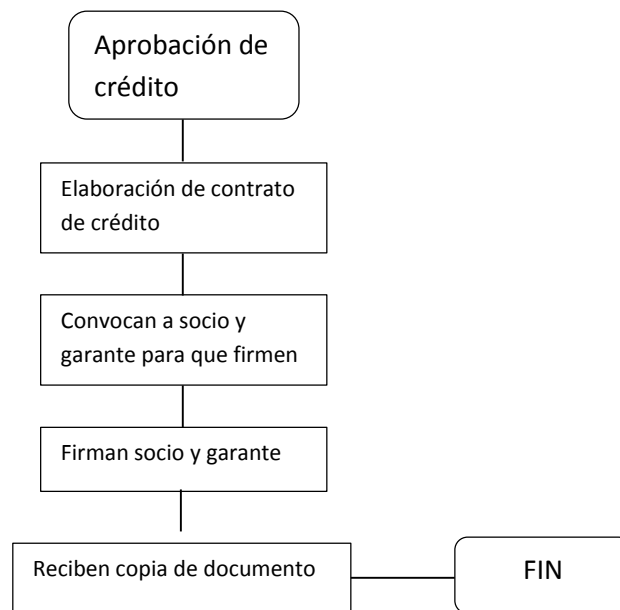 Aprobación de
crédito
Elaboración de contrato
de crédito
Convocan a socio y
garante para que firmen
Firman socio y garante
Reciben copia de documento
FIN